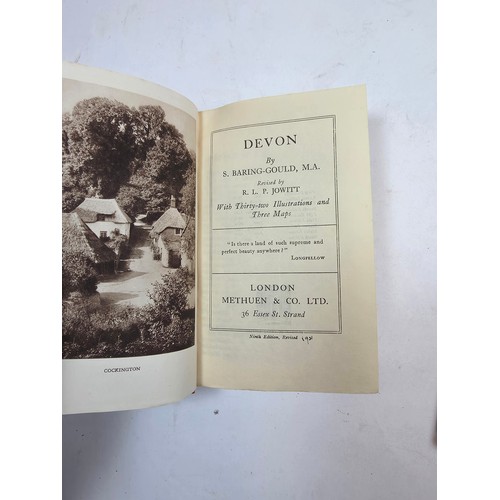 COCKINGTON
DEVON
By
S. BARING-GOULD, M.A.
Revised by
R. L. P. JOWITT
With Thirty-two Illustrations and
Three Maps
"Is there a land of such supreme and
perfect beauty anywhere?"
LONGFELLOW
LONDON
METHUEN & CO. LTD.
36 Essex St. Strand
Ninth Edition, Revised